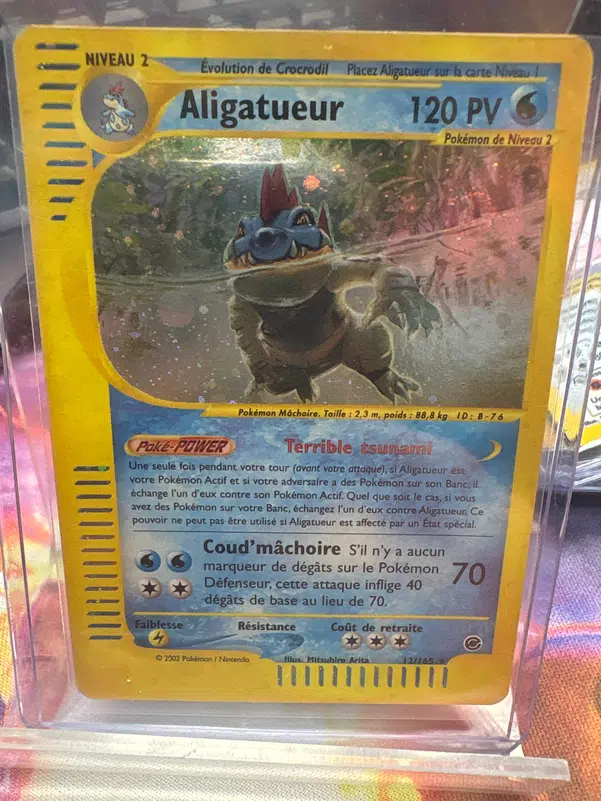 NIVEAU 2
Évolution de Crocrodil Placez Aligatueur sur la carte Niveau 1
Aligatueur 120 PV
Pokémon de Niveau 2
Pokémon Mâchoire. Taille : 2,3 m, poids : 88,8 kg ID : B-76
Poké-POWER Terrible tsunami
Une seule fois pendant votre tour (avant votre attaque), si Aligatueur est
votre Pokémon Actif et si votre adversaire a des Pokémon sur son Banc, il
échange l'un d'eux contre son Pokémon Actif. Quel que soit le cas, si vous
avez des Pokémon sur votre Banc, échangez l'un d'eux contre Aligatueur. Ce
pouvoir ne peut pas être utilisé si Aligatueur est affecté par un État spécial.
Coud'mâchoire S'il n'y a aucun
marqueur de dégâts sur le Pokémon 70
Défenseur, cette attaque inflige 40
dégâts de base au lieu de 70.
Faiblesse Résistance Coût de retraite
© 2002 Pokémon / Nintendo Illus. Mitsuhiro Arita 12/165 ★